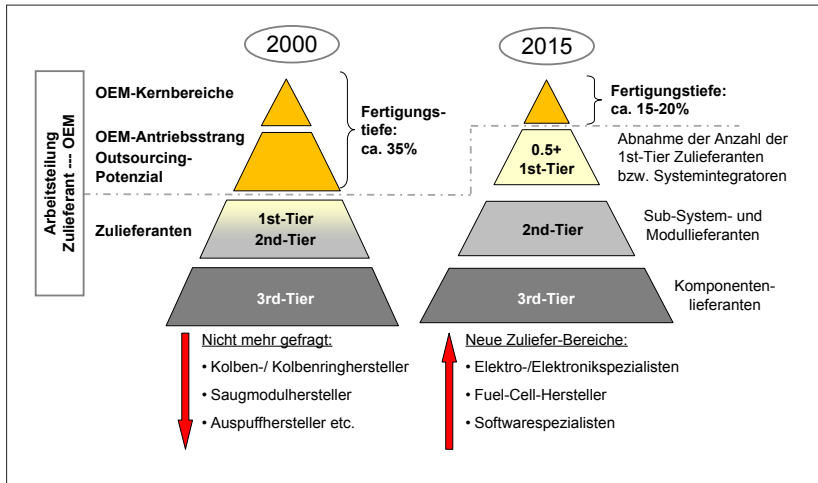 2000
2015
Arbeitsteilung
Zulieferant --- OEM
OEM-Kernbereiche
OEM-Antriebsstrang
Outsourcing-
Potenzial
Zulieferanten
Fertigungs-
tiefe:
ca. 35%
1st-Tier
2nd-Tier
3rd-Tier
Fertigungstiefe:
ca. 15-20%
0.5+
1st-Tier
2nd-Tier
3rd-Tier
Abnahme der Anzahl der
1st-Tier Zulieferanten
bzw. Systemintegratoren
Sub-System- und
Modullieferanten
Komponenten-
lieferanten
Nicht mehr gefragt:
• Kolben-/ Kolbenringhersteller
• Saugmodulhersteller
• Auspuffhersteller etc.
Neue Zuliefer-Bereiche:
• Elektro-/Elektronikspezialisten
• Fuel-Cell-Hersteller
• Softwarespezialisten